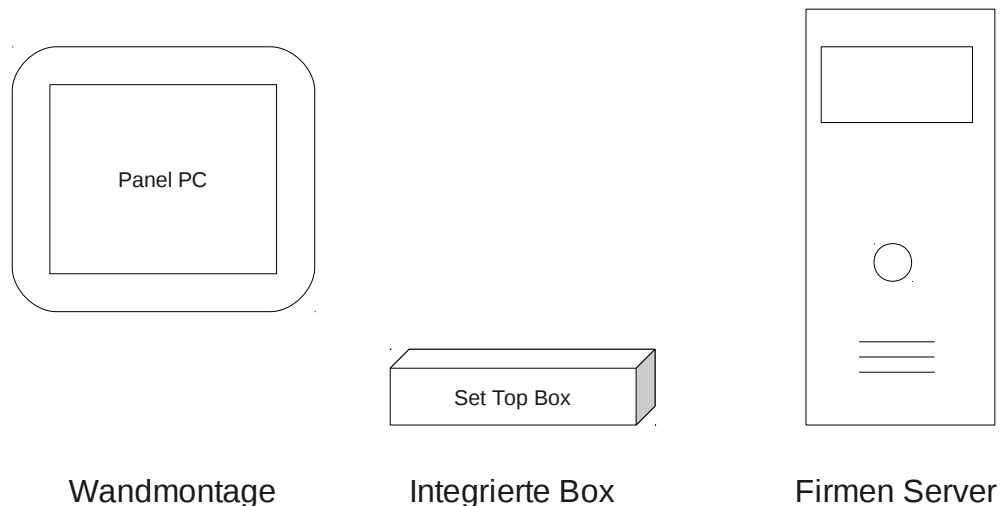 Panel PC
Set Top Box
Wandmontage
Integrierte Box
Firmen Server